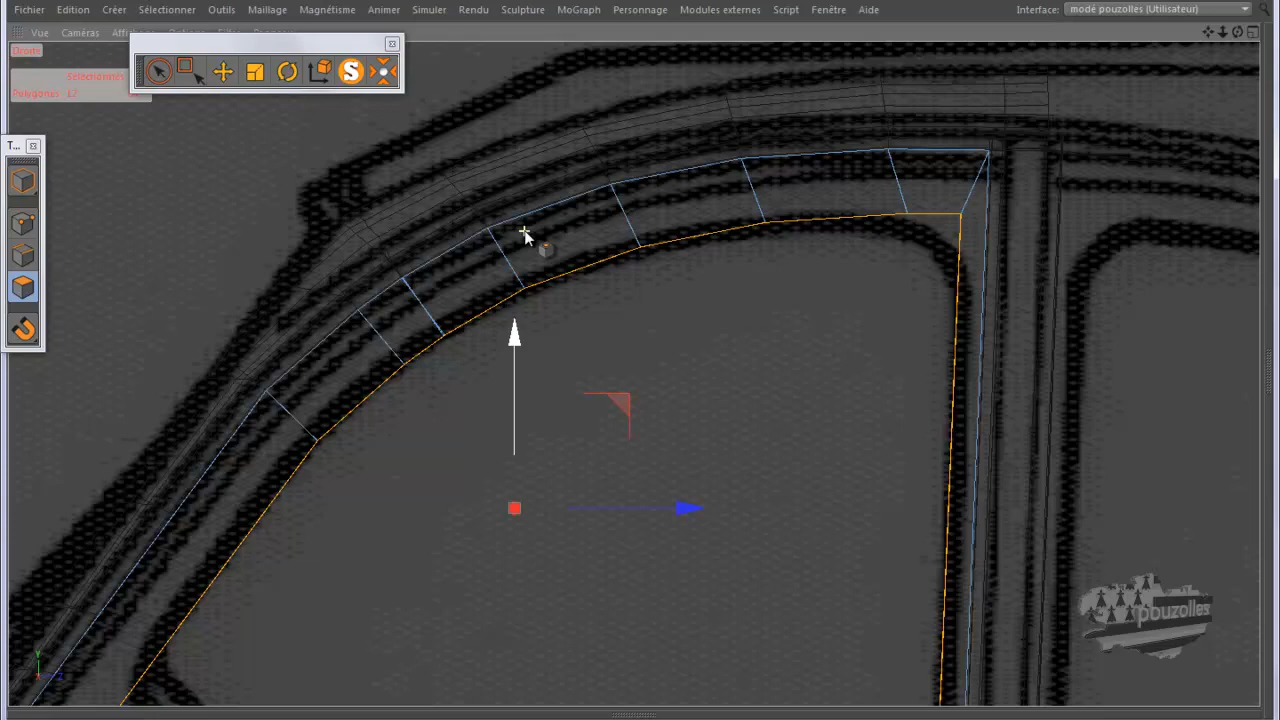 Fichier Edition Créer Sélectionner Outils Maillage Magnétisme Animer Simuler Rendu Sculpture MoGraph Personnage Modules externes Script Fenêtre Aide Interface: modé pouzolles (Utilisateur)
Vue Caméras
Droits
T...
Polygones 12
S
Y
Z
pouzolles